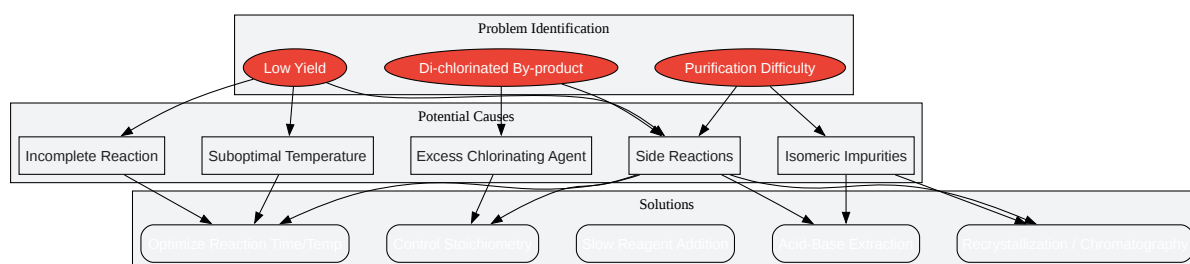 Problem Identification
Low Yield
Di-chlorinated By-product
Purification Difficulty
Potential Causes
Incomplete Reaction
Suboptimal Temperature
Excess Chlorinating Agent
Side Reactions
Isomeric Impurities
Solutions
Optimize Reaction Time/Temp
Control Stoichiometry
Slow Reagent Addition
Acid-Base Extraction
Recrystallization / Chromatography